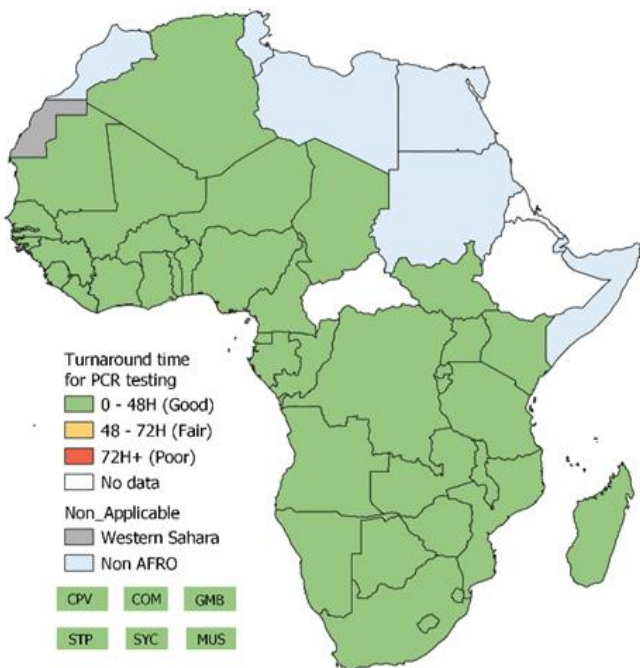 Turnaround time
for PCR testing
0 - 48H (Good)
48 - 72H (Fair)
72H+ (Poor)
No data
Non_Applicable
Western Sahara
Non AFRO
CPV COM GMB
STP SYC MUS